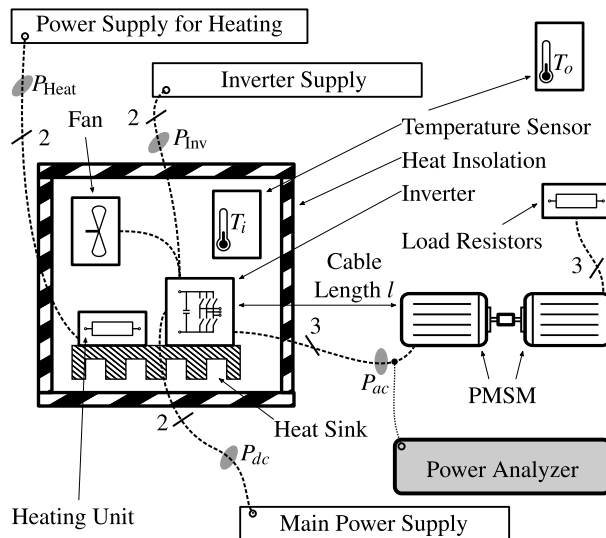 Power Supply for Heating
P_Heat
Inverter Supply
T_o
2
2
Fan
P_Inv
Temperature Sensor
Heat Insolation
Inverter
T_i
Load Resistors
Cable
Length l
3
3
P_ac
PMSM
2
Heat Sink
P_dc
Power Analyzer
Heating Unit
Main Power Supply